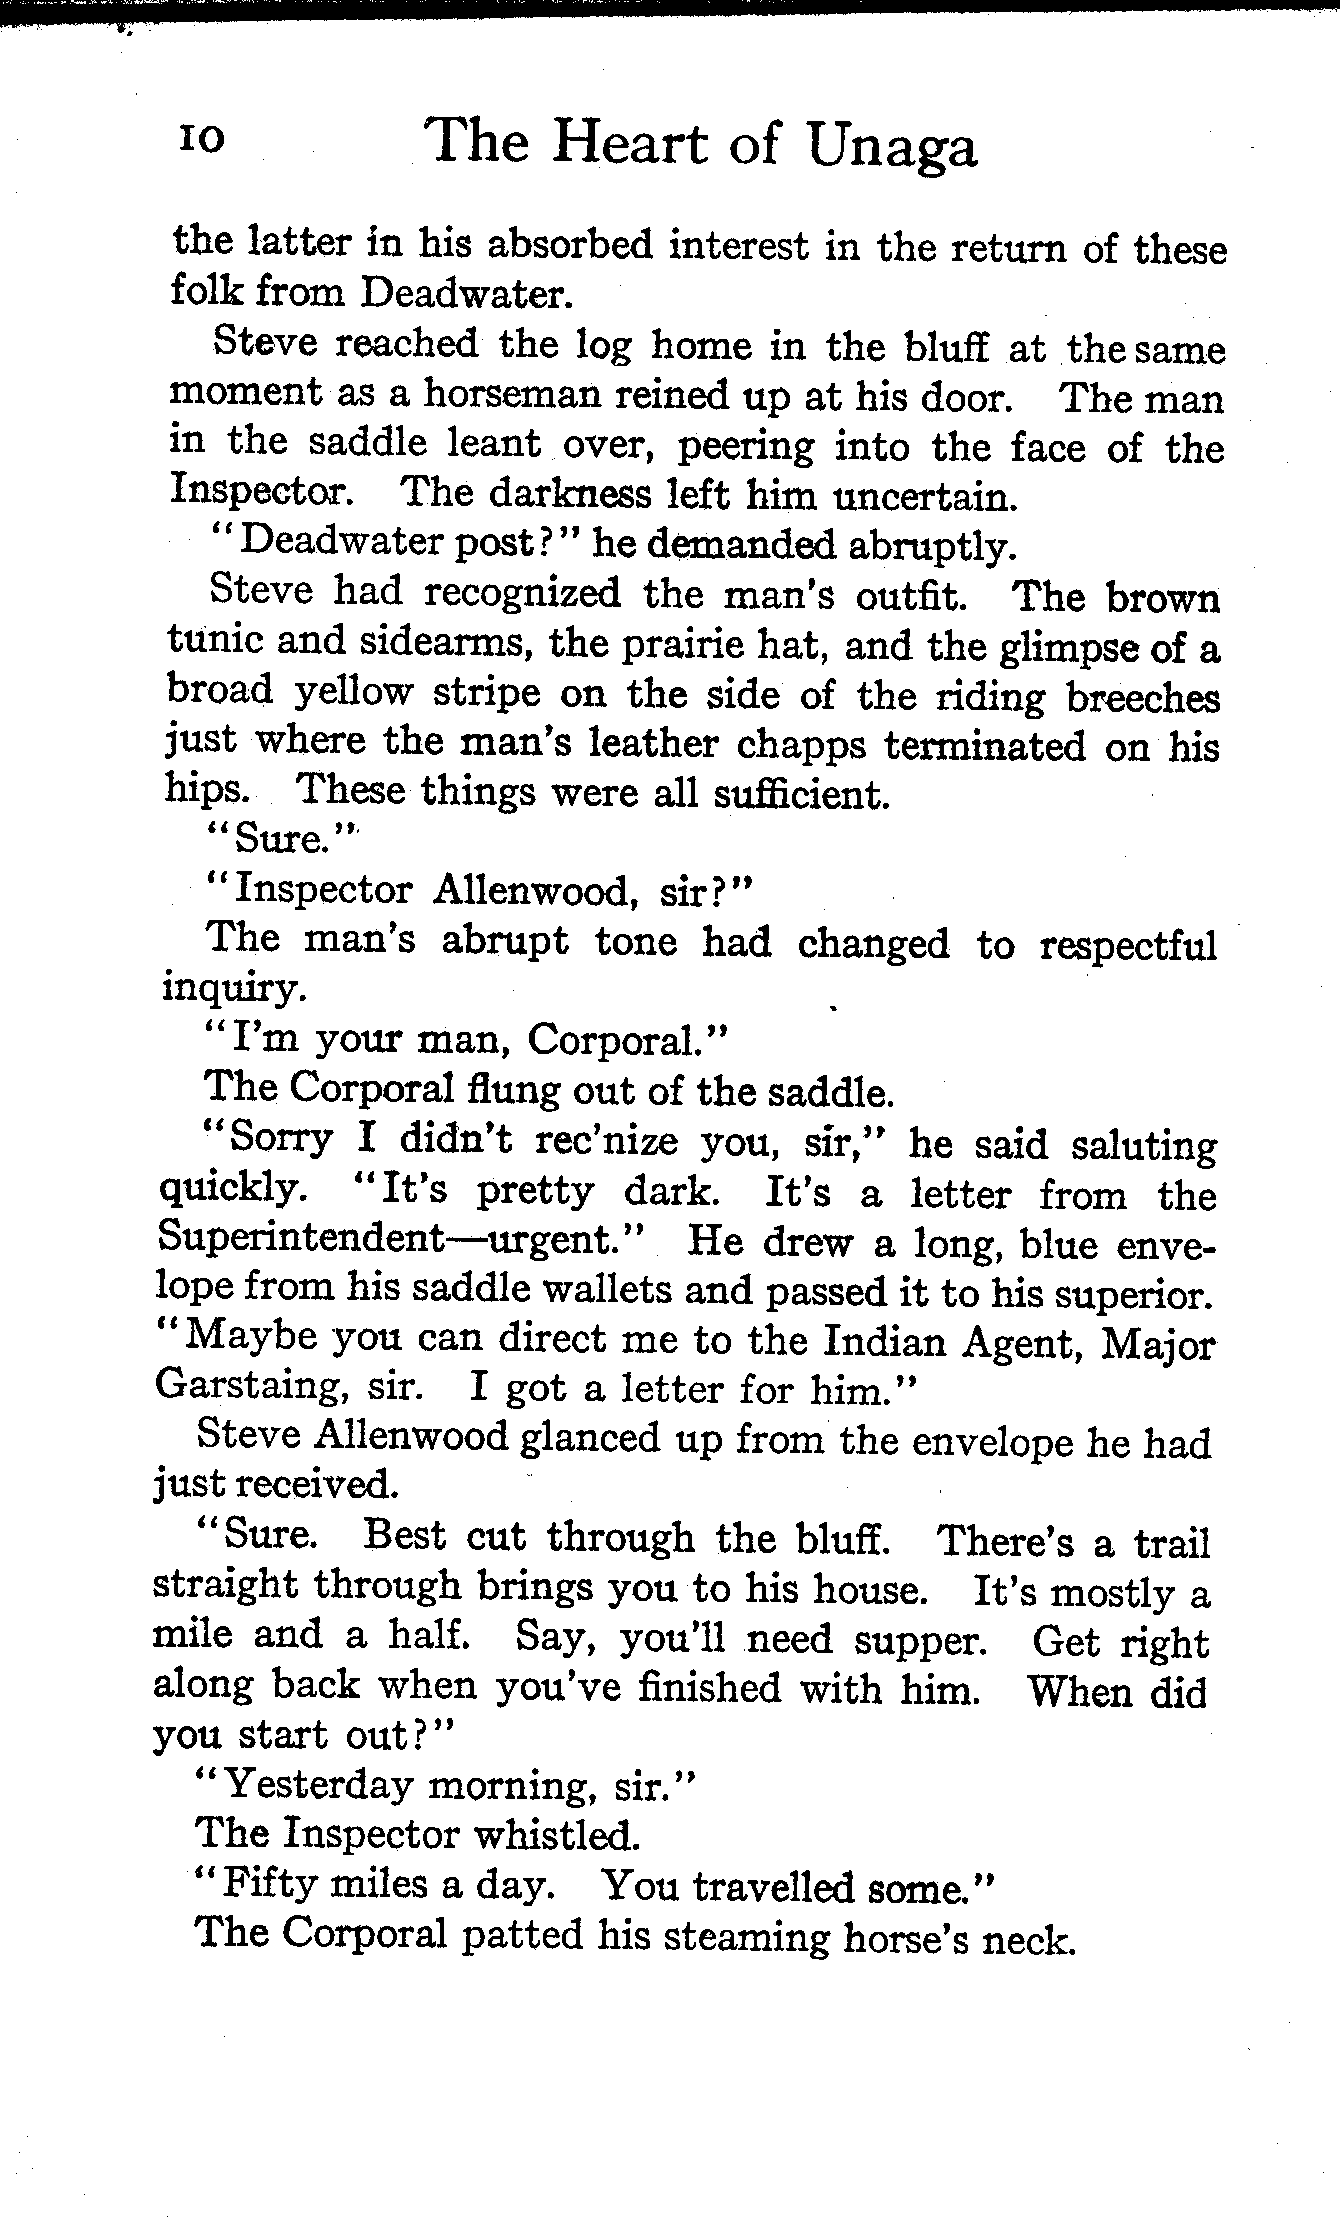 10 The Heart of Unaga
the latter in his absorbed interest in the return of these
folk from Deadwater.
Steve reached the log home in the bluff at the same
moment as a horseman reined up at his door. The man
in the saddle leant over, peering into the face of the
Inspector. The darkness left him uncertain.
"Deadwater post?" he demanded abruptly.
Steve had recognized the man's outfit. The brown
tunic and sidearms, the prairie hat, and the glimpse of a
broad yellow stripe on the side of the riding breeches
just where the man's leather chapps terminated on his
hips. These things were all sufficient.
"Sure."
"Inspector Allenwood, sir?"
The man's abrupt tone had changed to respectful
inquiry.
"I'm your man, Corporal."
The Corporal flung out of the saddle.
"Sorry I didn't rec'nize you, sir," he said saluting
quickly. "It's pretty dark. It's a letter from the
Superintendent—urgent." He drew a long, blue enve-
lope from his saddle wallets and passed it to his superior.
"Maybe you can direct me to the Indian Agent, Major
Garstaing, sir. I got a letter for him."
Steve Allenwood glanced up from the envelope he had
just received.
"Sure. Best cut through the bluff. There's a trail
straight through brings you to his house. It's mostly a
mile and a half. Say, you'll need supper. Get right
along back when you've finished with him. When did
you start out?"
"Yesterday morning, sir."
The Inspector whistled.
"Fifty miles a day. You travelled some."
The Corporal patted his steaming horse's neck.